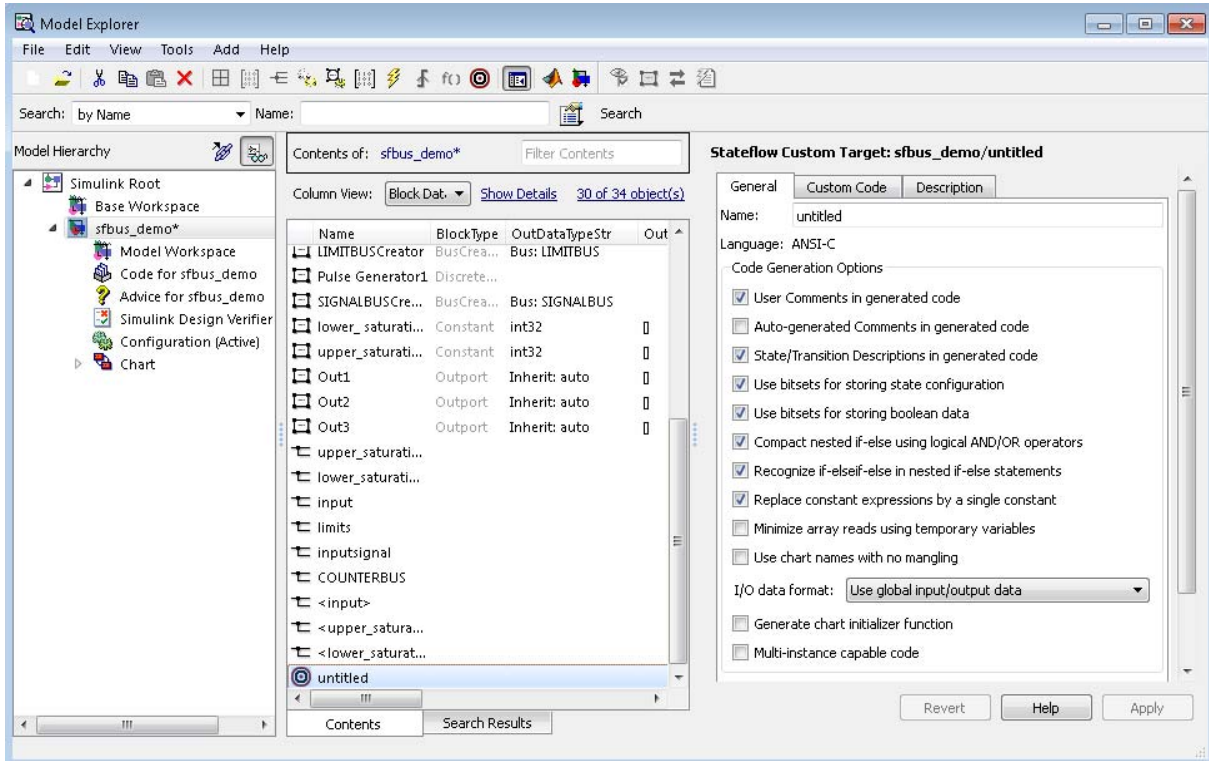 Model Explorer
File Edit View Tools Add Help
Search: by Name Name: Search
Model Hierarchy
Simulink Root
Base Workspace
sfbus_demo*
Model Workspace
Code for sfbus_demo
Advice for sfbus_demo
Simulink Design Verifier
Configuration (Active)
Chart
Contents of: sfbus_demo* Filter Contents
Column View: Block Dat. Show Details 30 of 34 object(s)
Name BlockType OutDataTypeStr Out
LIMITBUSCreator BusCrea... Bus: LIMITBUS
Pulse Generator1 Discrete...
SIGNALBUSCre... BusCrea... Bus: SIGNALBUS
lower_ saturati... Constant int32 []
upper_saturati... Constant int32 []
Out1 Outport Inherit: auto []
Out2 Outport Inherit: auto []
Out3 Outport Inherit: auto []
upper_saturati...
lower_saturati...
input
limits
inputsignal
COUNTERBUS
<input>
<upper_satura...
<lower_saturat...
untitled
Contents Search Results
Stateflow Custom Target: sfbus_demo/untitled
General Custom Code Description
Name: untitled
Language: ANSI-C
Code Generation Options
User Comments in generated code
Auto-generated Comments in generated code
State/Transition Descriptions in generated code
Use bitsets for storing state configuration
Use bitsets for storing boolean data
Compact nested if-else using logical AND/OR operators
Recognize if-elseif-else in nested if-else statements
Replace constant expressions by a single constant
Minimize array reads using temporary variables
Use chart names with no mangling
I/O data format: Use global input/output data
Generate chart initializer function
Multi-instance capable code
Revert Help Apply